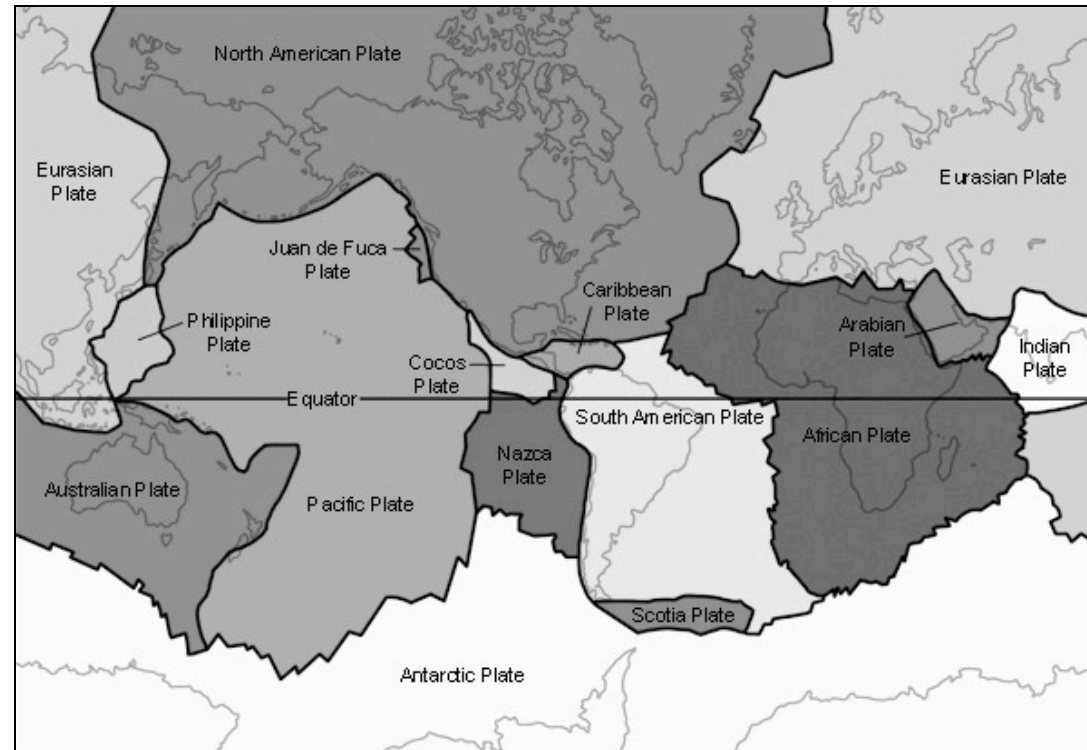 North American Plate
Eurasian
Plate
Eurasian Plate
Juan de Fuca
Plate
Caribbean
Plate
Philippine
Plate
Arabian
Plate
Indian
Plate
Cocos
Plate
Equator
South American Plate
African Plate
Nazca
Plate
Australian Plate
Pacific Plate
Scotia Plate
Antarctic Plate